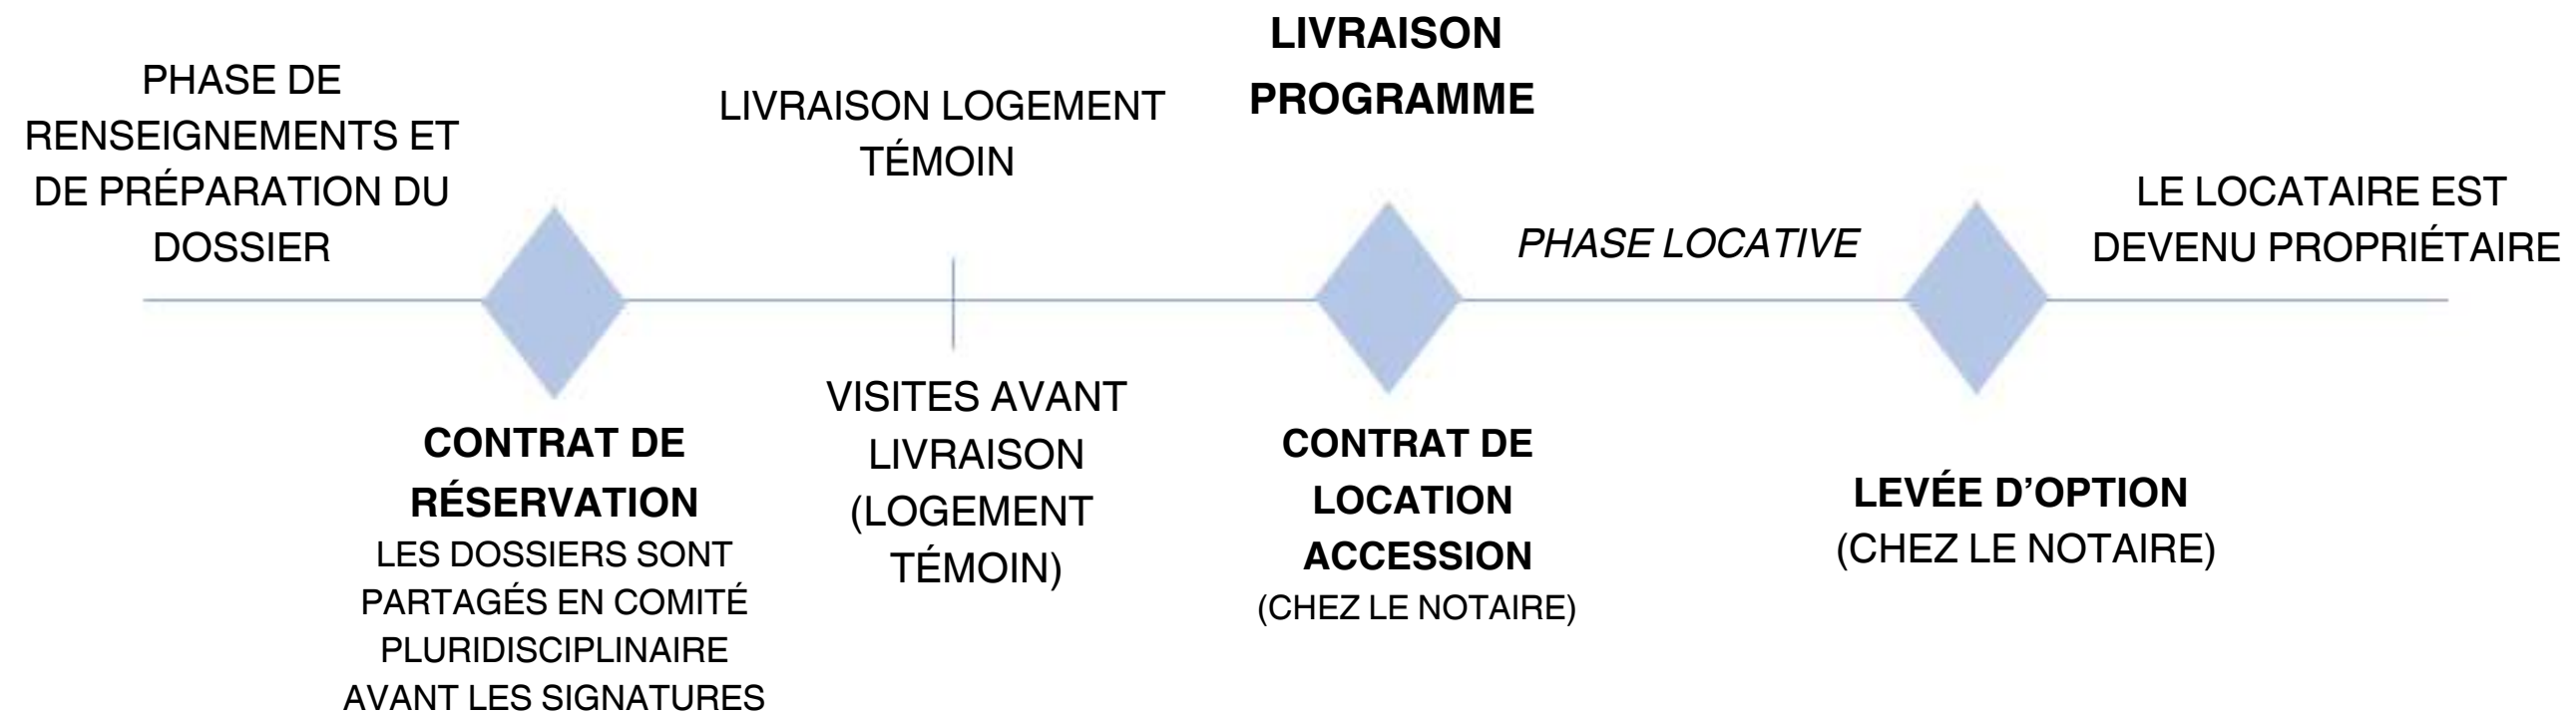 PHASE DE
RENSEIGNEMENTS ET
DE PRÉPARATION DU
DOSSIER
CONTRAT DE
RÉSERVATION
LES DOSSIERS SONT
PARTAGÉS EN COMITÉ
PLURIDISCIPLINAIRE
AVANT LES SIGNATURES
LIVRAISON LOGEMENT
TÉMOIN
VISITES AVANT
LIVRAISON
(LOGEMENT
TÉMOIN)
LIVRAISON
PROGRAMME
CONTRAT DE
LOCATION
ACCESSION
(CHEZ LE NOTAIRE)
PHASE LOCATIVE
LEVÉE D’OPTION
(CHEZ LE NOTAIRE)
LE LOCATAIRE EST
DEVENU PROPRIÉTAIRE